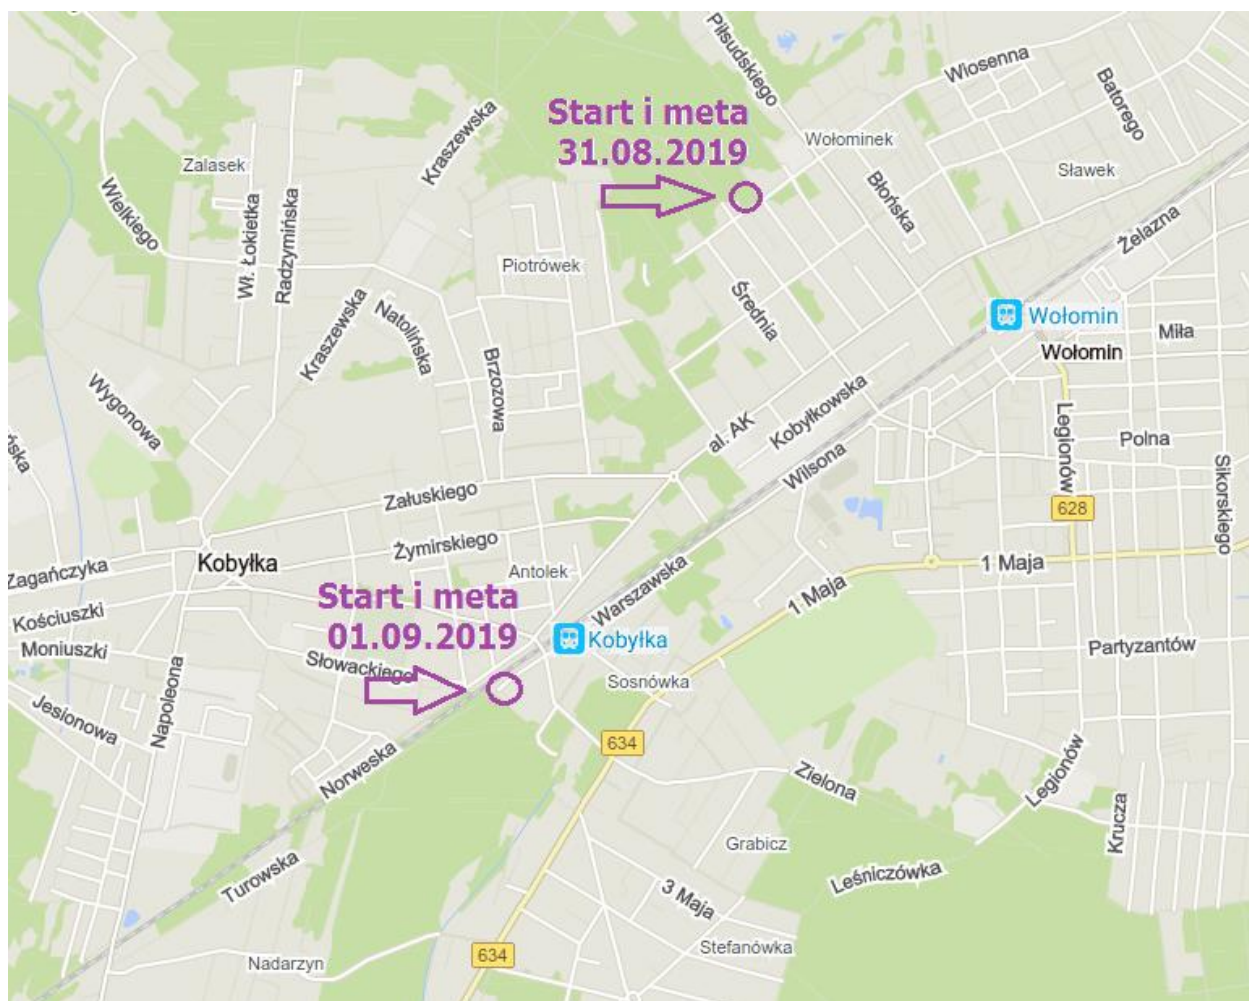 Piłsudskiego
Wiosenna
Batorego
Start i meta
31.08.2019
Wołominek
Kraszewska
Zalasek
Sławek
Błońska
Wielkiego
Wł. Łokietka
Radzymińska
Żelazna
Piotrówek
Średnia
Kraszewska
Natolińska
Wołomin
Miła
Wołomin
Brzozowa
Wygonowa
al. AK
Kobyłkowska
Legionów
Polna
Wilsona
Sikorskiego
Załuskiego
628
Żymirskiego
Kobyłka
Zagańczyka
Antolek
1 Maja
1 Maja
Start i meta
01.09.2019
Warszawska
Kościuszki
Kobyłka
Moniuszki
Słowackiego
Partyzantów
Sosnówka
Napoleona
Jesionowa
634
Norweska
Zielona
Legionów
Krucza
Grabicz
Turowska
Leśniczówka
3 Maja
Stefanówka
634
Nadarzyn